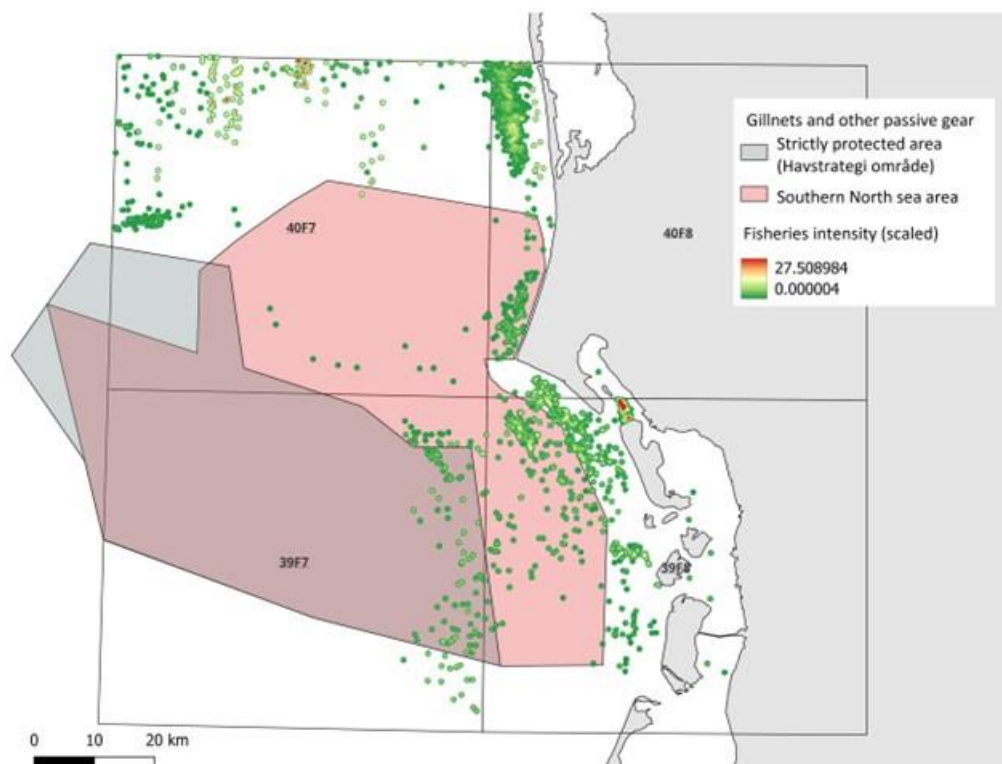 Gillnets and other passive gear
Strictly protected area
(Havstrategi område)
Southern North sea area
Fisheries intensity (scaled)
27.508984
0.000004
40F7
40F8
39F7
39F8
0 10 20 km